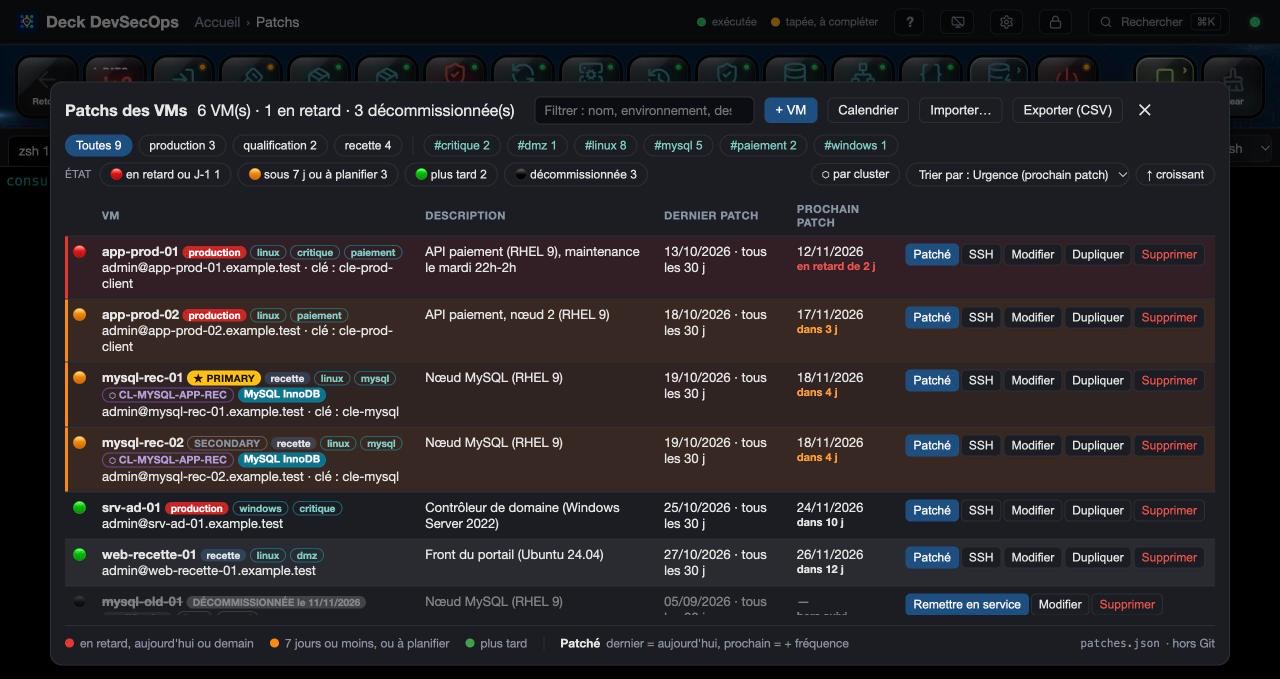 Deck DevSecOps Accueil › Patchs exécutée tapée, à compléter ? Rechercher ⌘K
zsh 1
consu
Patchs des VMs 6 VM(s) · 1 en retard · 3 décommissionnée(s) Filtrer : nom, environnement, des + VM Calendrier Importer… Exporter (CSV) ✕
Toutes 9 production 3 qualification 2 recette 4 #critique 2 #dmz 1 #linux 8 #mysql 5 #paiement 2 #windows 1
ÉTAT en retard ou J-1 1 sous 7 j ou à planifier 3 plus tard 2 décommissionnée 3 par cluster Trier par : Urgence (prochain patch) ↑ croissant
VM DESCRIPTION DERNIER PATCH PROCHAIN PATCH
app-prod-01 production linux critique paiement
admin@app-prod-01.example.test · clé : cle-prod-client
API paiement (RHEL 9), maintenance le mardi 22h-2h
13/10/2026 · tous les 30 j
12/11/2026
en retard de 2 j
Patché SSH Modifier Dupliquer Supprimer
app-prod-02 production linux paiement
admin@app-prod-02.example.test · clé : cle-prod-client
API paiement, nœud 2 (RHEL 9)
18/10/2026 · tous les 30 j
17/11/2026
dans 3 j
Patché SSH Modifier Dupliquer Supprimer
mysql-rec-01 ★ PRIMARY recette linux mysql
CL-MYSQL-APP-REC MySQL InnoDB
admin@mysql-rec-01.example.test · clé : cle-mysql
Nœud MySQL (RHEL 9)
19/10/2026 · tous les 30 j
18/11/2026
dans 4 j
Patché SSH Modifier Dupliquer Supprimer
mysql-rec-02 SECONDARY recette linux mysql
CL-MYSQL-APP-REC MySQL InnoDB
admin@mysql-rec-02.example.test · clé : cle-mysql
Nœud MySQL (RHEL 9)
19/10/2026 · tous les 30 j
18/11/2026
dans 4 j
Patché SSH Modifier Dupliquer Supprimer
srv-ad-01 production windows critique
admin@srv-ad-01.example.test
Contrôleur de domaine (Windows Server 2022)
25/10/2026 · tous les 30 j
24/11/2026
dans 10 j
Patché SSH Modifier Dupliquer Supprimer
web-recette-01 recette linux dmz
admin@web-recette-01.example.test
Front du portail (Ubuntu 24.04)
27/10/2026 · tous les 30 j
26/11/2026
dans 12 j
Patché SSH Modifier Dupliquer Supprimer
mysql-old-01 DÉCOMMISSIONNÉE le 11/11/2026
Nœud MySQL (RHEL 9)
05/09/2026 · tous
—
Remettre en service Modifier Supprimer
en retard, aujourd'hui ou demain 7 jours ou moins, ou à planifier plus tard Patché dernier = aujourd'hui, prochain = + fréquence patches.json · hors Git